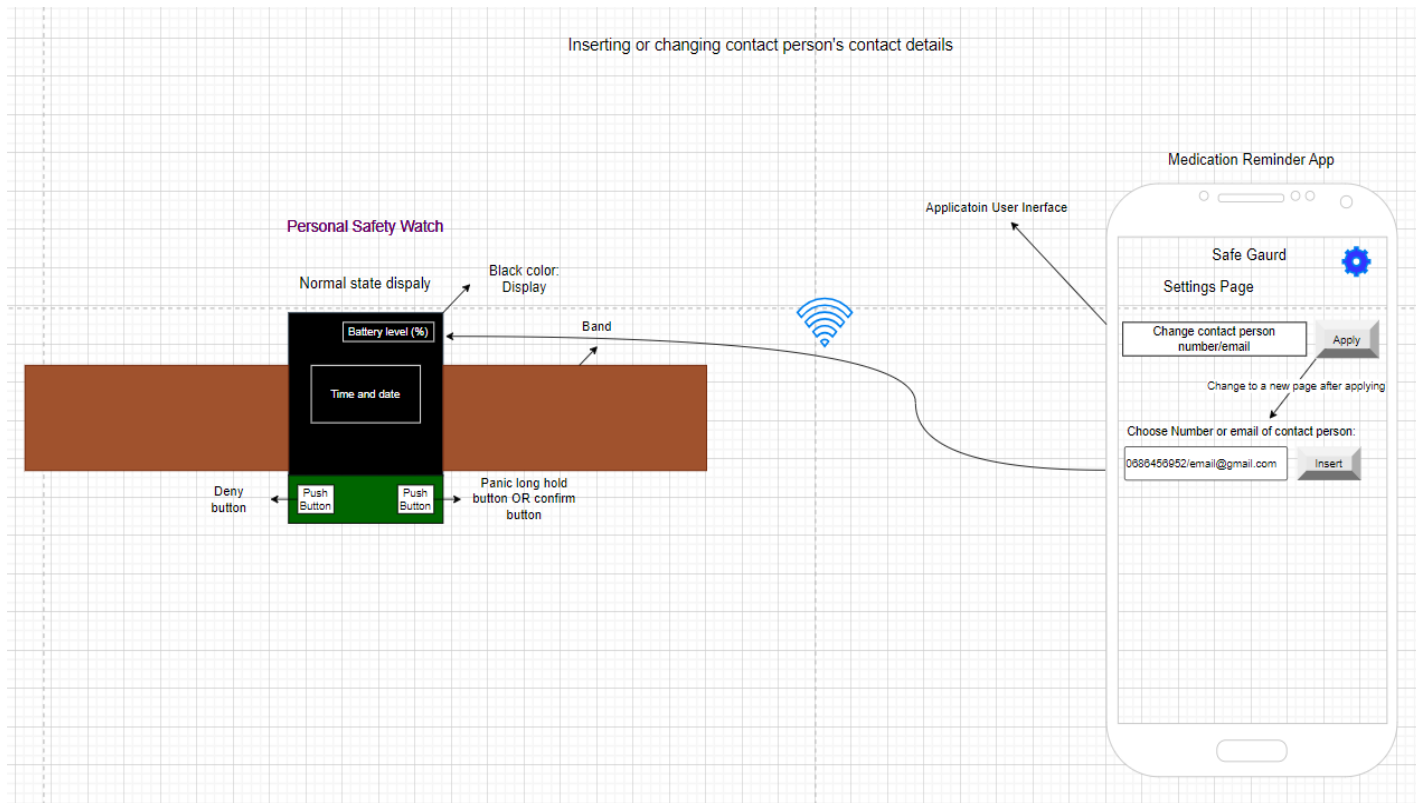 Inserting or changing contact person's contact details
Medication Reminder App
Applicatoin User Inerface
Personal Safety Watch
Safe Gaurd
Settings Page
Black color:
Display
Normal state dispaly
Battery level (%)
Band
Change contact person
number/email
Apply
Time and date
Change to a new page after applying
Choose Number or email of contact person:
0686456952/email@gmail.com
Insert
Deny
button
Push
Button
Push
Button
Panic long hold
button OR confirm
button